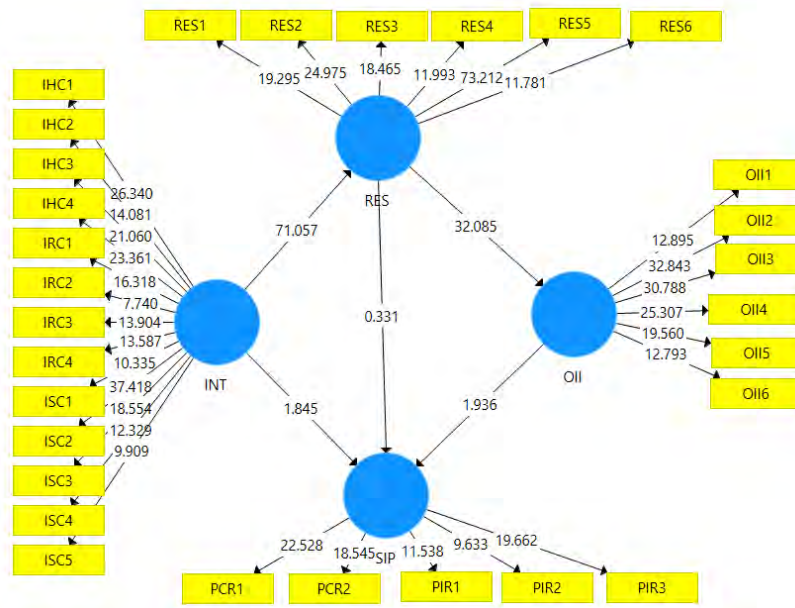 RES1
RES2
RES3
RES4
RES5
RES6
19.295
24.975
18.465
11.993
73.212
11.781
IHC1
IHC2
IHC3
IHC4
IRC1
IRC2
IRC3
IRC4
ISC1
ISC2
ISC3
ISC4
ISC5
26.340
14.081
21.060
23.361
16.318
7.740
13.904
13.587
10.335
37.418
18.554
12.329
9.909
RES
71.057
32.085
0.331
INT
OII
1.845
1.936
OII1
OII2
OII3
OII4
OII5
OII6
12.895
32.843
30.788
25.307
19.560
12.793
SIP
22.528
18.545
11.538
9.633
19.662
PCR1
PCR2
PIR1
PIR2
PIR3